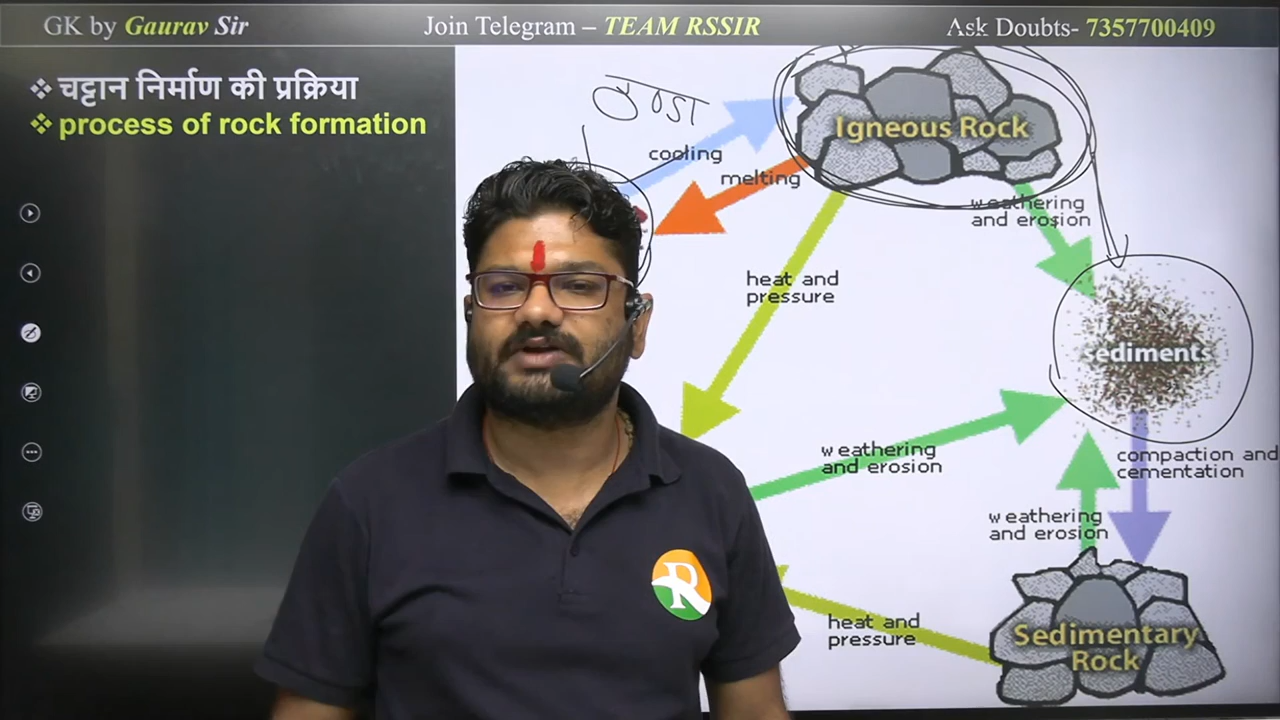 GK by Gaurav Sir
Join Telegram – TEAM RSSIR
Ask Doubts- 7357700409
❖ चट्टान निर्माण की प्रक्रिया
❖ process of rock formation
ठण्डा
Igneous Rock
cooling
melting
weathering
and erosion
heat and
pressure
sediments
weathering
and erosion
compaction and
cementation
weathering
and erosion
heat and
pressure
Sedimentary
Rock
R